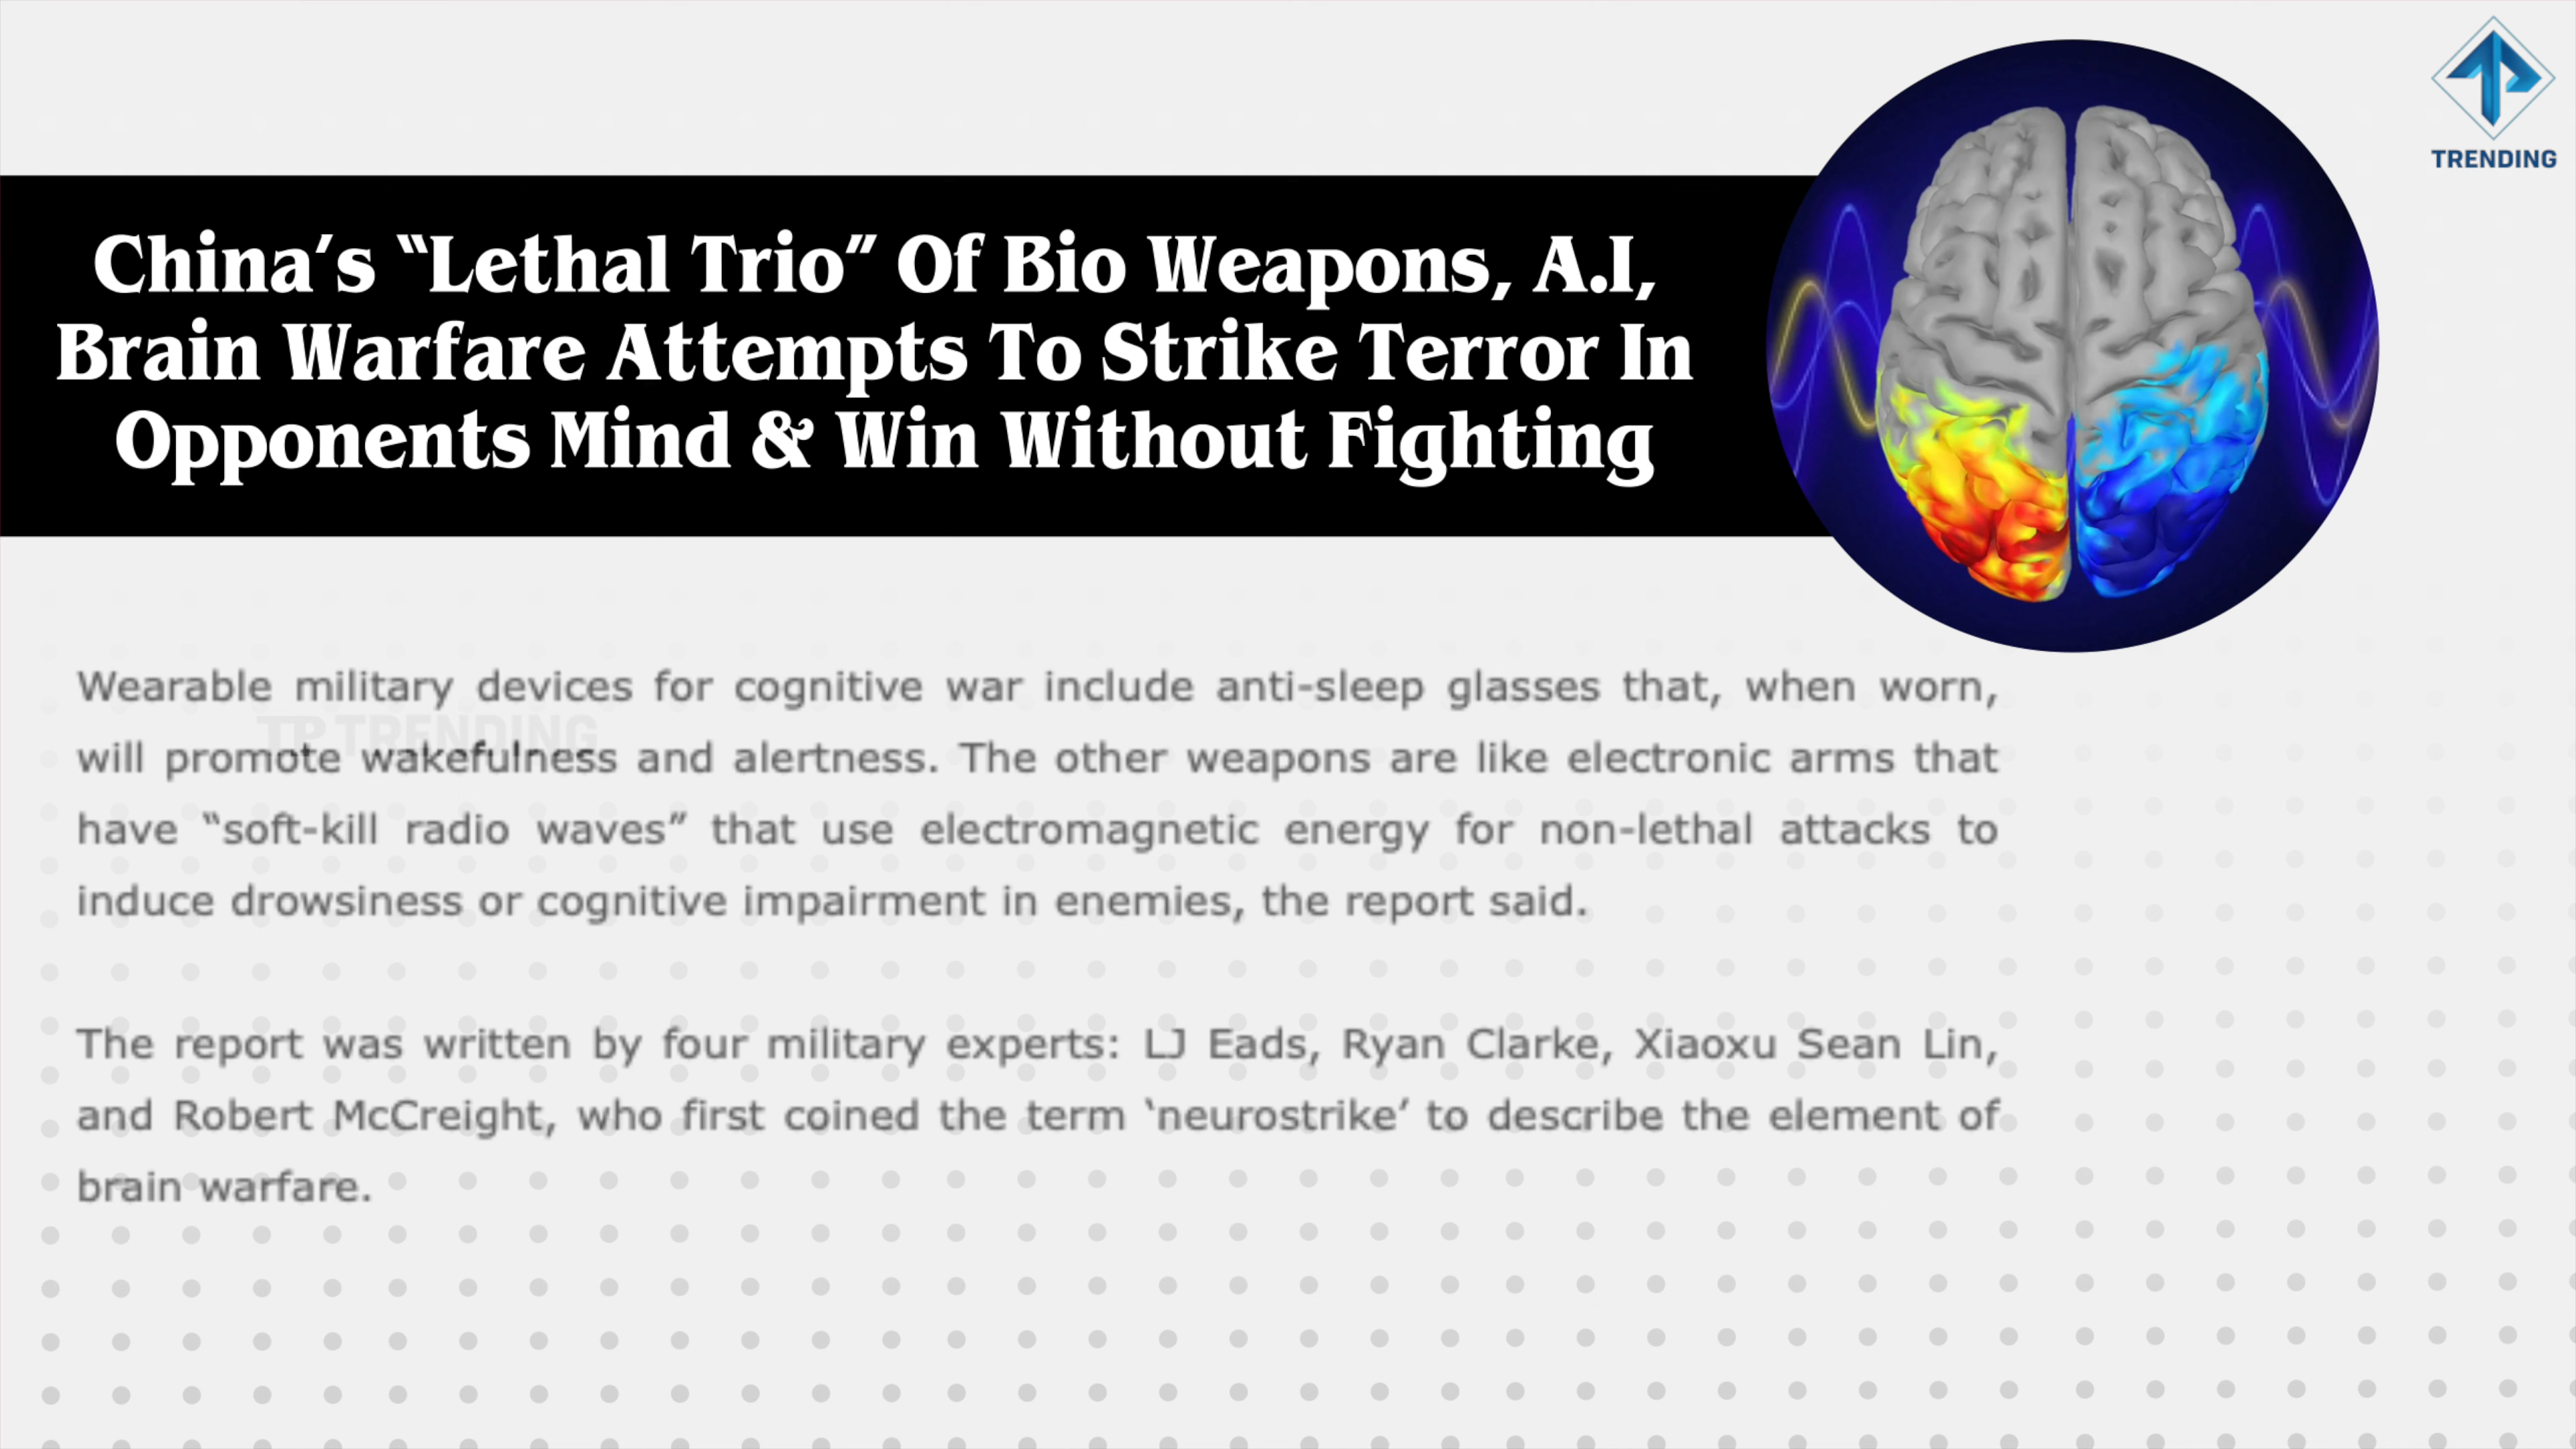 TRENDING
China's "Lethal Trio" Of Bio Weapons, A.I,
Brain Warfare Attempts To Strike Terror In
Opponents Mind & Win Without Fighting
Wearable military devices for cognitive war include anti-sleep glasses that, when worn,
TP TRENDING
will promote wakefulness and alertness. The other weapons are like electronic arms that
have “soft-kill radio waves” that use electromagnetic energy for non-lethal attacks to
induce drowsiness or cognitive impairment in enemies, the report said.
The report was written by four military experts: LJ Eads, Ryan Clarke, Xiaoxu Sean Lin,
and Robert McCreight, who first coined the term ‘neurostrike’ to describe the element of
brain warfare.